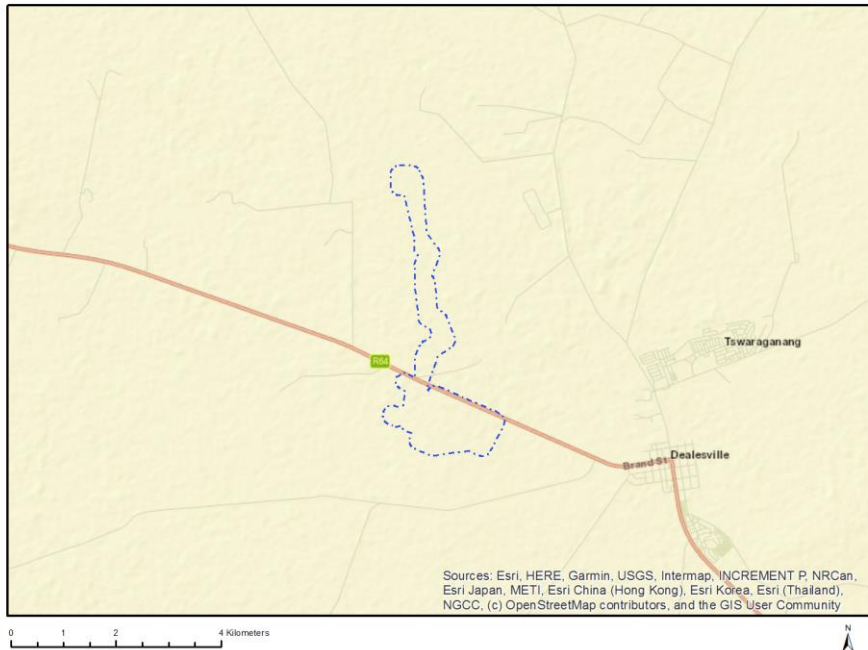 R64
Tswaraganang
Dealesville
Brand St
Sources: Esri, HERE, Garmin, USGS, Intermap, INCREMENT P, NRCan,
Esri Japan, METI, Esri China (Hong Kong), Esri Korea, Esri (Thailand),
NGCC, (c) OpenStreetMap contributors, and the GIS User Community
0 1 2 4 Kilometers
N